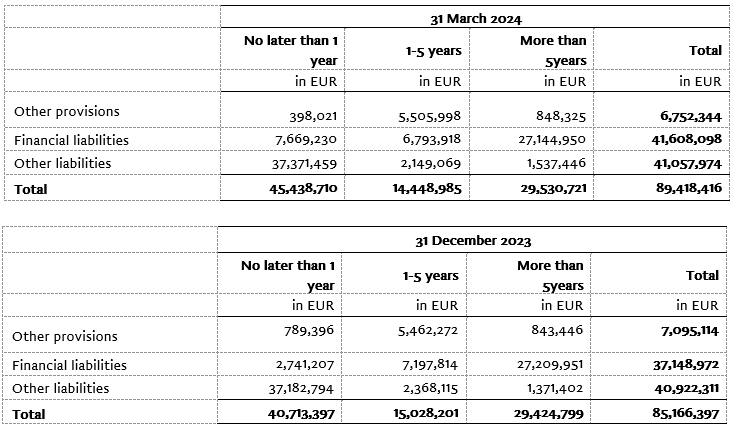 31 March 2024
No later than 1 year 1-5 years More than 5years Total
in EUR in EUR in EUR in EUR
Other provisions 398,021 5,505,998 848,325 6,752,344
Financial liabilities 7,669,230 6,793,918 27,144,950 41,608,098
Other liabilities 37,371,459 2,149,069 1,537,446 41,057,974
Total 45,438,710 14,448,985 29,530,721 89,418,416
31 December 2023
No later than 1 year 1-5 years More than 5years Total
in EUR in EUR in EUR in EUR
Other provisions 789,396 5,462,272 843,446 7,095,114
Financial liabilities 2,741,207 7,197,814 27,209,951 37,148,972
Other liabilities 37,182,794 2,368,115 1,371,402 40,922,311
Total 40,713,397 15,028,201 29,424,799 85,166,397